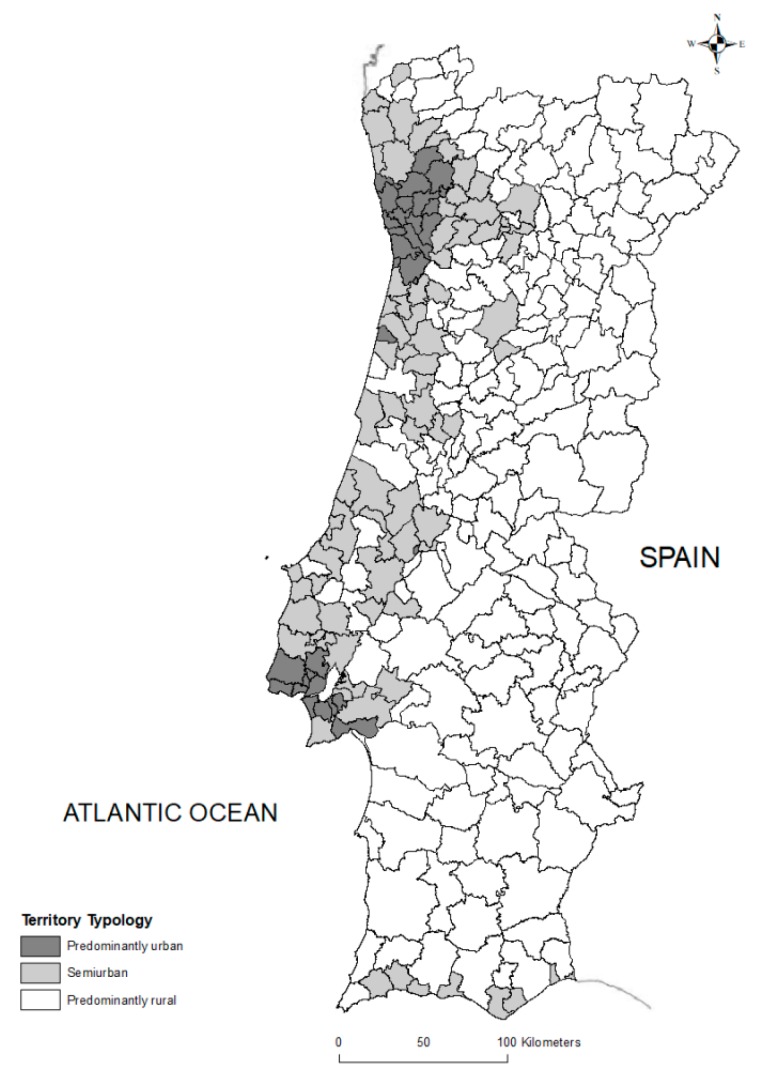 N
W E
S
SPAIN
ATLANTIC OCEAN
Territory Typology
Predominantly urban
Semiurban
Predominantly rural
0 50 100 Kilometers